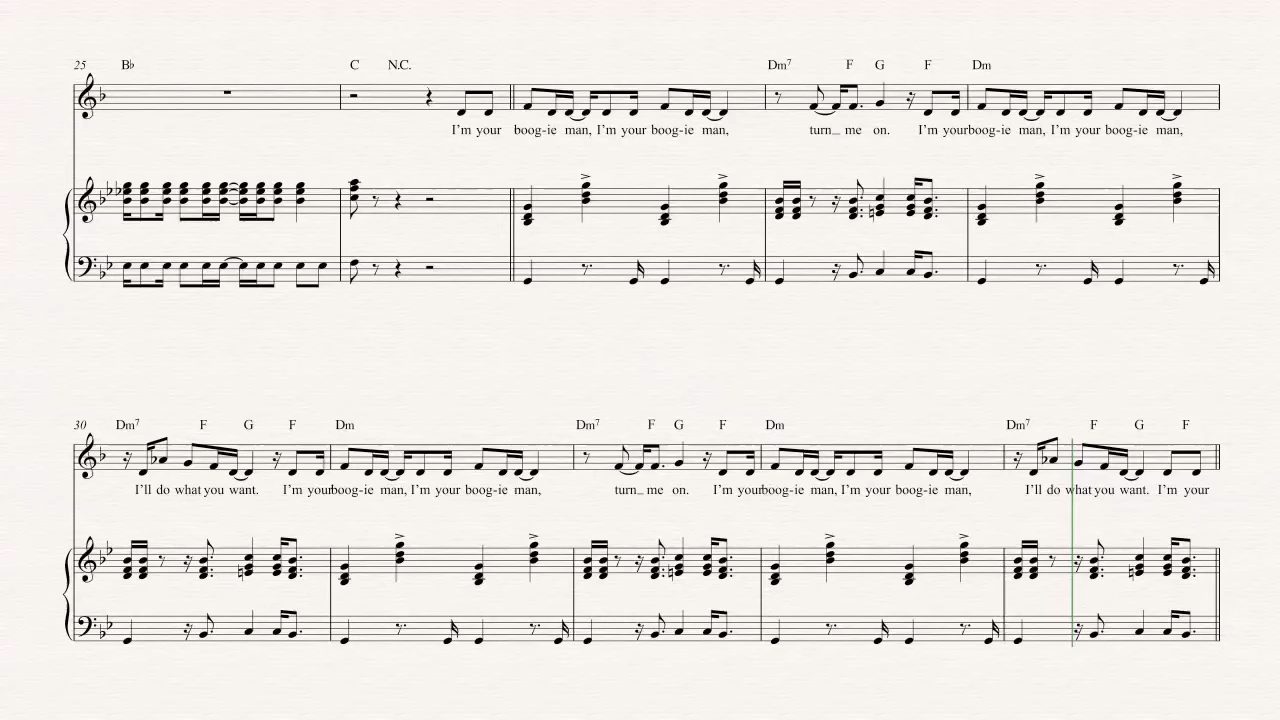 25 B♭ C N.C. Dm7 F G F Dm
I'm your boog-ie man, I'm your boog-ie man, turn_ me on. I'm your boog-ie man, I'm your boog-ie man,
30 Dm7 F G F Dm Dm7 F G F Dm Dm7 F G F
I'll do what you want. I'm your boog-ie man, I'm your boog-ie man, turn_ me on. I'm your boog-ie man, I'm your boog-ie man, I'll do what you want. I'm your